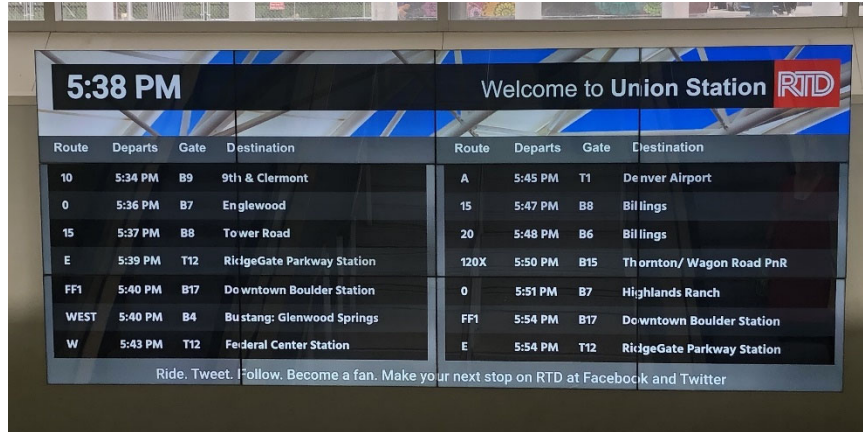 5:38 PM
Welcome to Union Station RTD
Route Departs Gate Destination
10 5:34 PM B9 9th & Clermont
0 5:36 PM B7 Englewood
15 5:37 PM B8 Tower Road
E 5:39 PM T12 RidgeGate Parkway Station
FF1 5:40 PM B17 Downtown Boulder Station
WEST 5:40 PM B4 Bustang: Glenwood Springs
W 5:43 PM T12 Federal Center Station
Route Departs Gate Destination
A 5:45 PM T1 Denver Airport
15 5:47 PM B8 Billings
20 5:48 PM B6 Billings
120X 5:50 PM B15 Thornton/ Wagon Road PnR
0 5:51 PM B7 Highlands Ranch
FF1 5:54 PM B17 Downtown Boulder Station
E 5:54 PM T12 RidgeGate Parkway Station
Ride. Tweet. Follow. Become a fan. Make your next stop on RTD at Facebook and Twitter